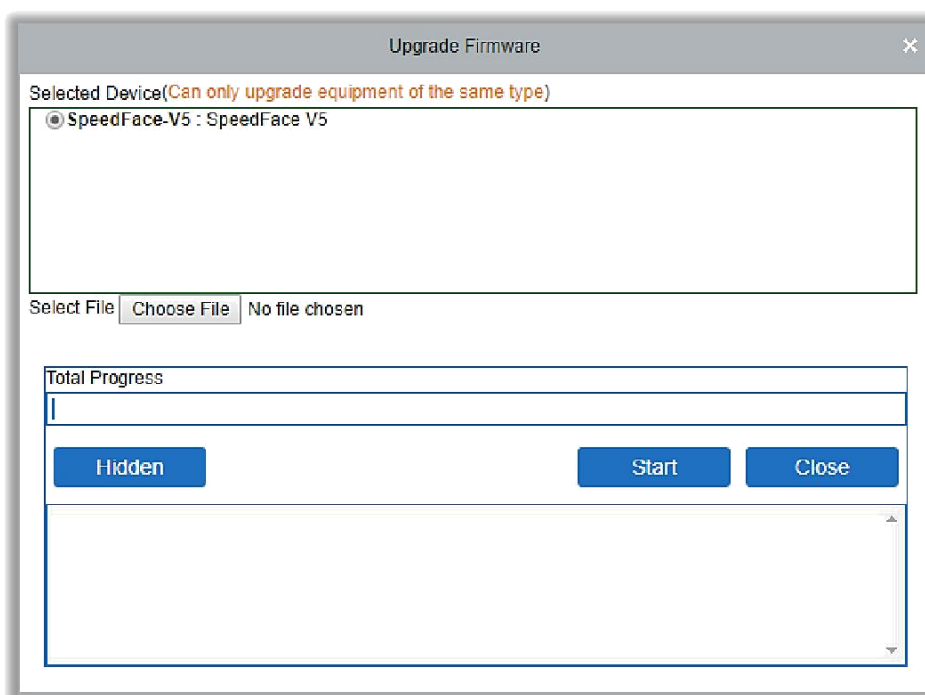 Upgrade Firmware ×
Selected Device(Can only upgrade equipment of the same type)
SpeedFace-V5 : SpeedFace V5
Select File Choose File No file chosen
Total Progress
Hidden Start Close